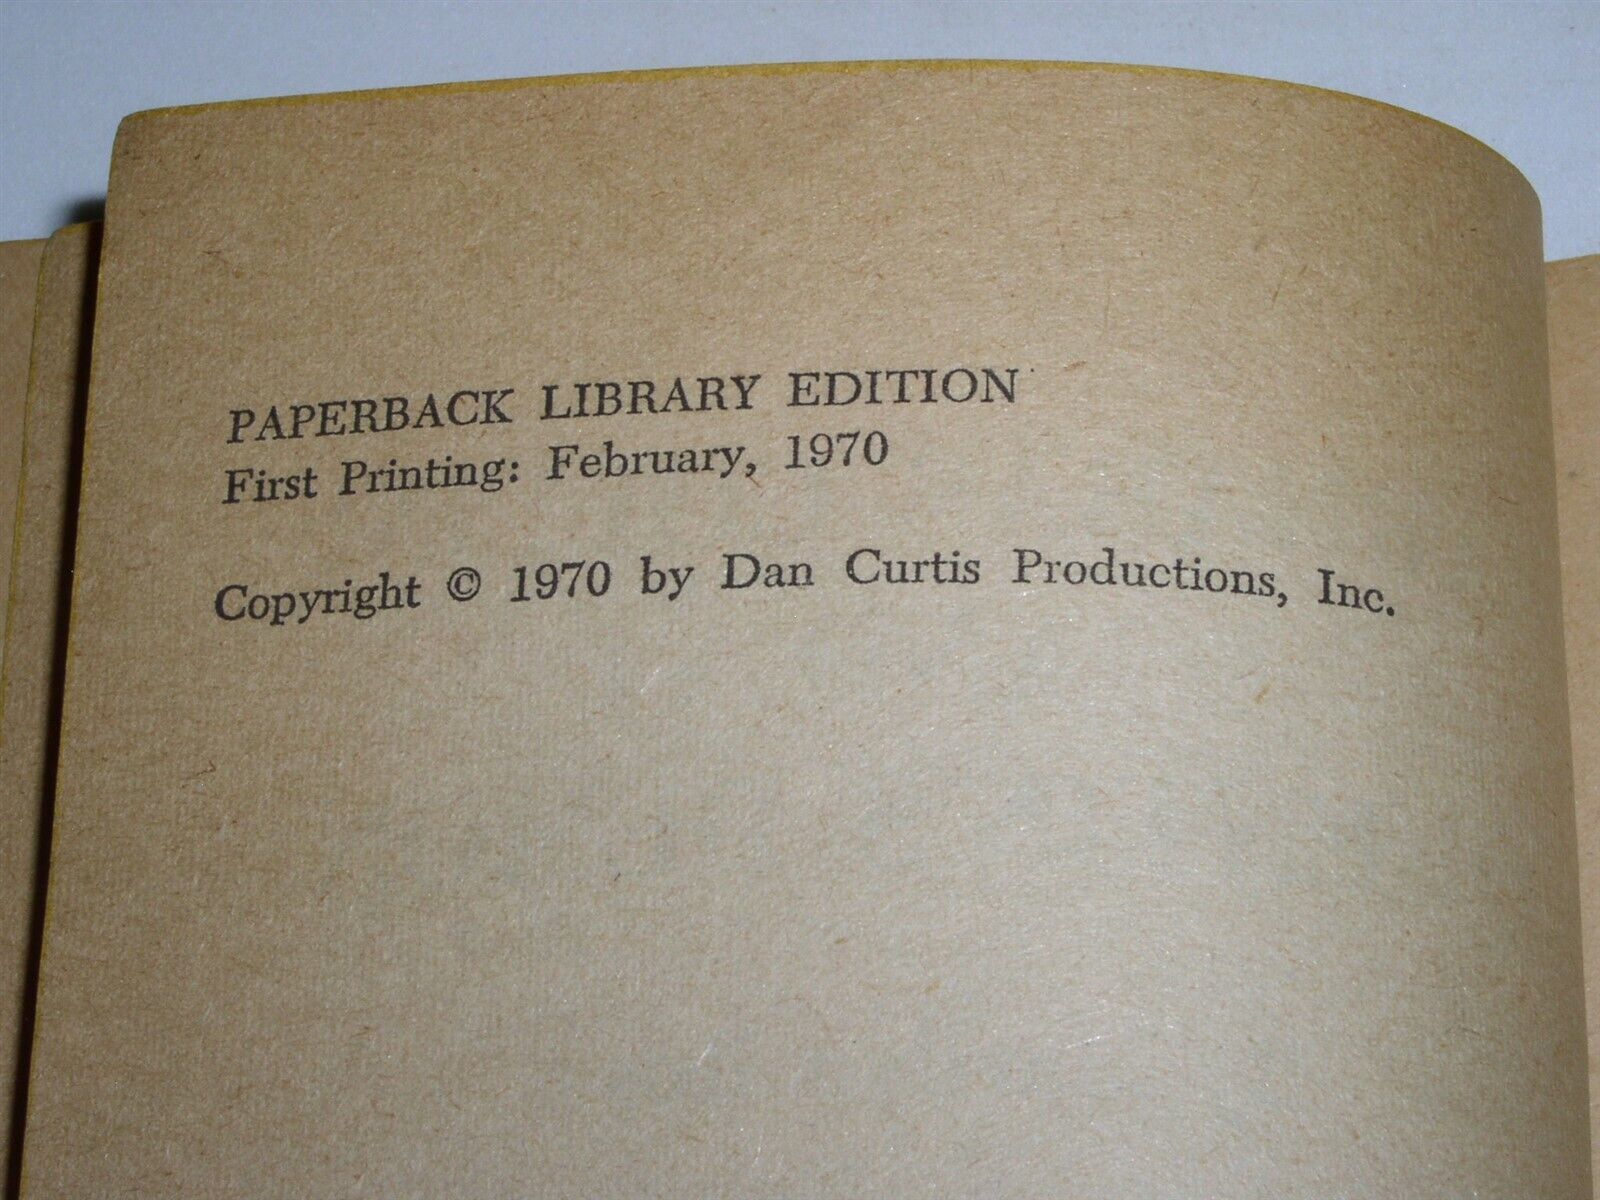 PAPERBACK LIBRARY EDITION
First Printing: February, 1970
Copyright © 1970 by Dan Curtis Productions, Inc.